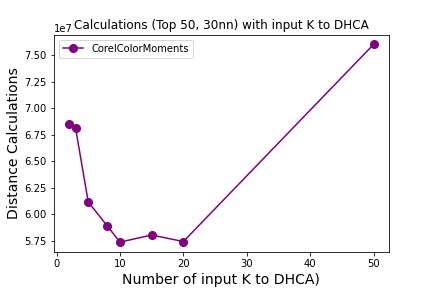 Calculations (Top 50, 30nn) with input K to DHCA
1e7
CorelColorMoments
Distance Calculations
7.50
7.25
7.00
6.75
6.50
6.25
6.00
5.75
0 10 20 30 40 50
Number of input K to DHCA)